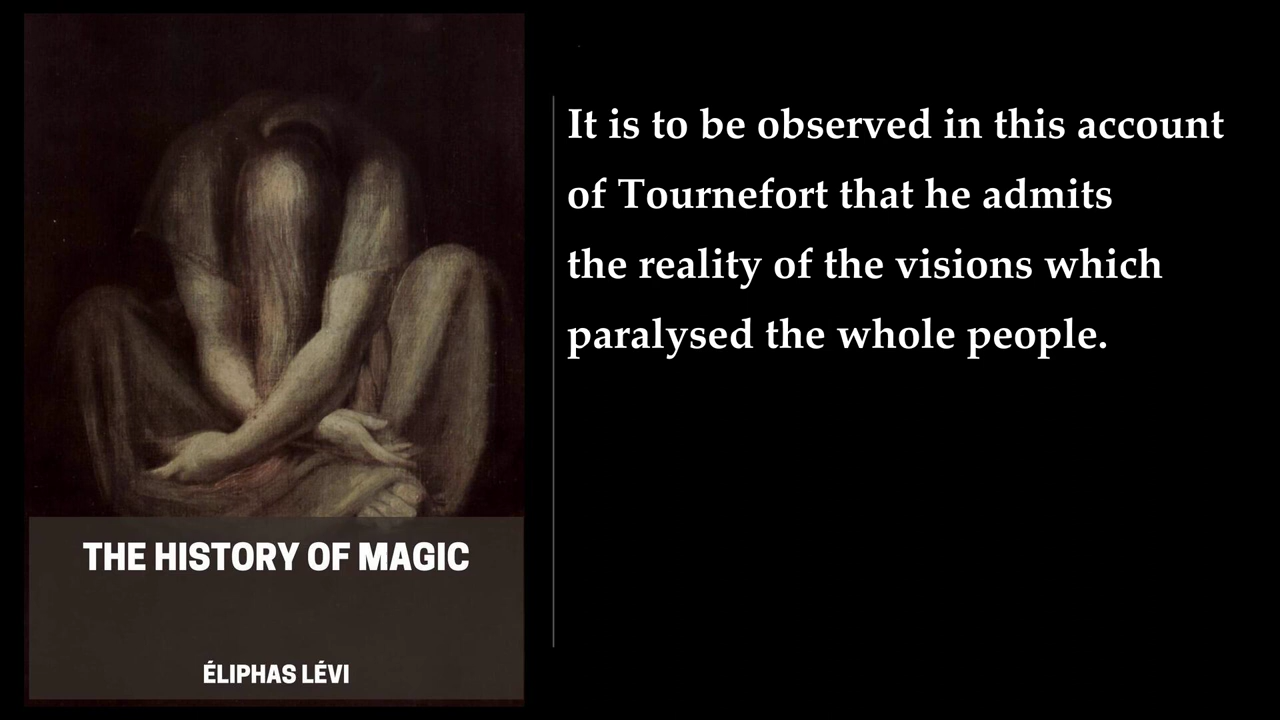 THE HISTORY OF MAGIC
ÉLIPHAS LÉVI
It is to be observed in this account
of Tournefort that he admits
the reality of the visions which
paralysed the whole people.